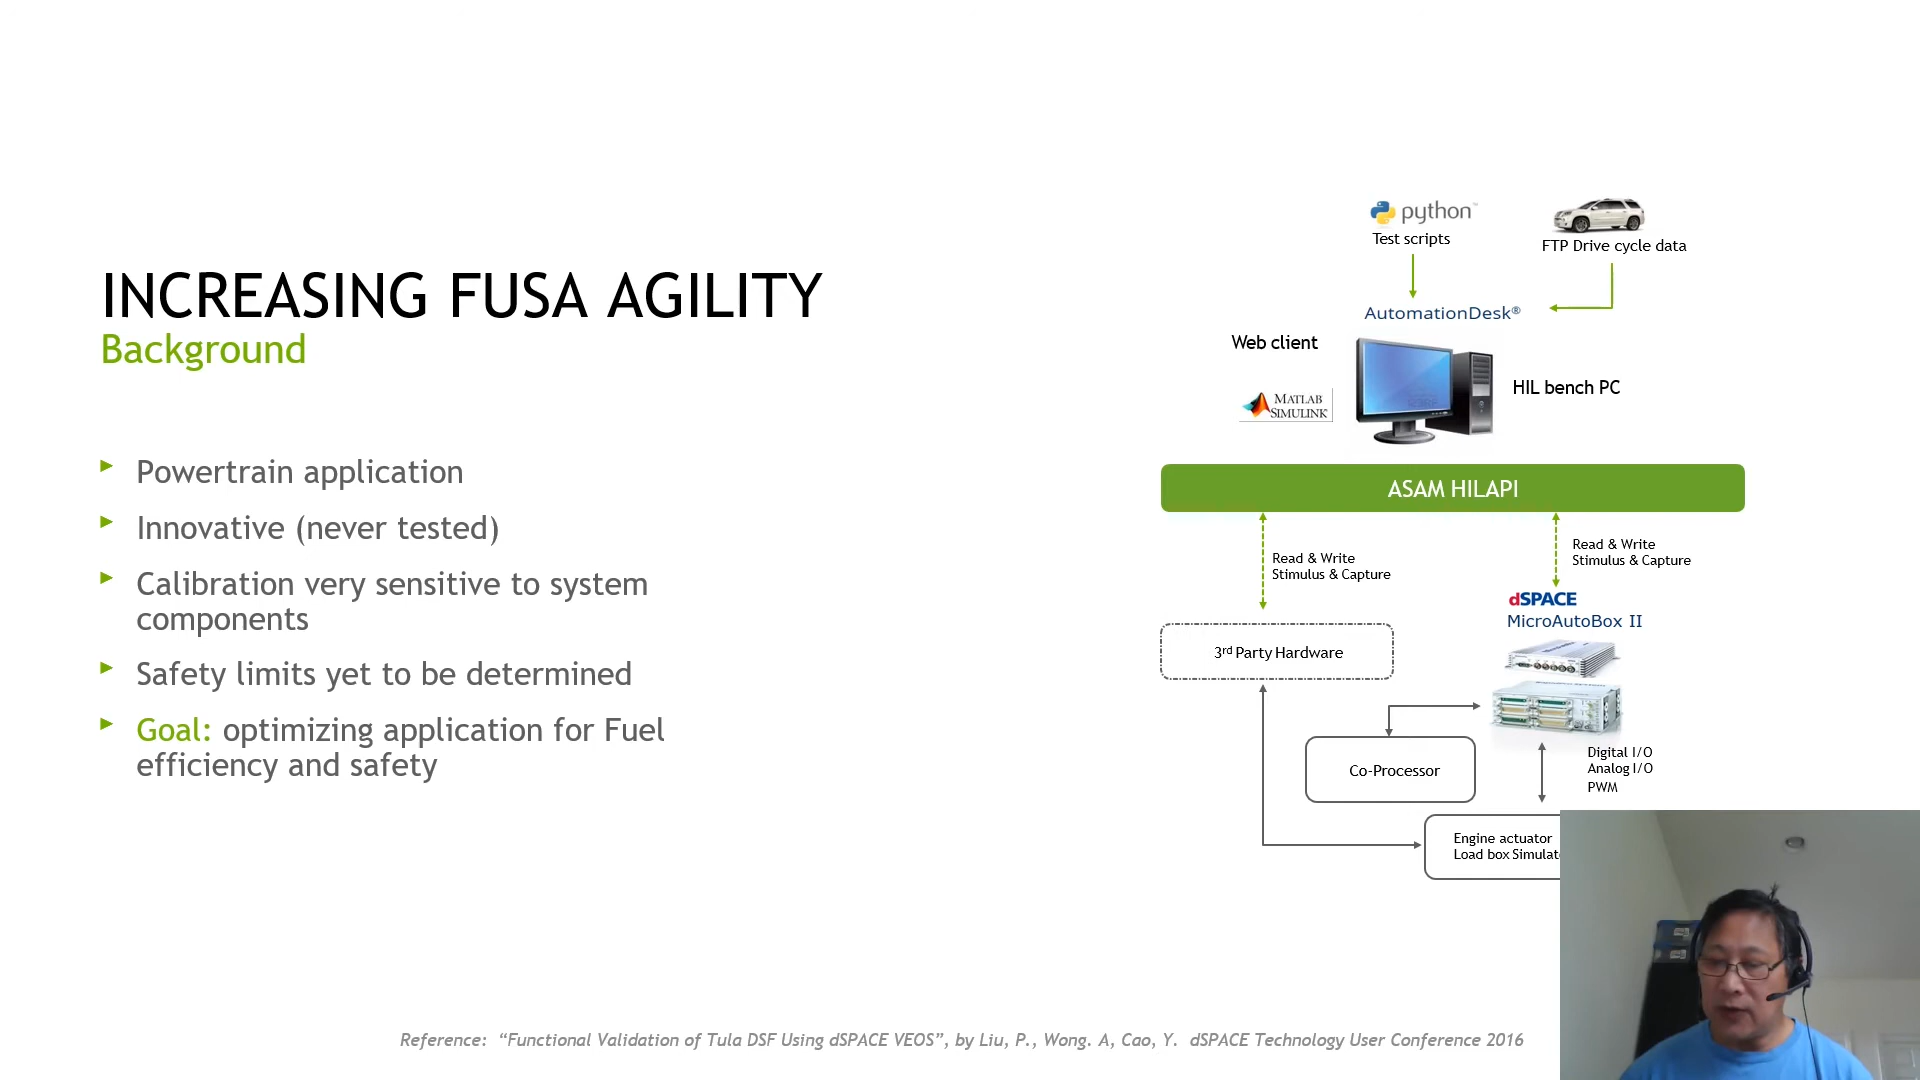 INCREASING FUSA AGILITY
Background
Powertrain application
Innovative (never tested)
Calibration very sensitive to system
components
Safety limits yet to be determined
Goal: optimizing application for Fuel
efficiency and safety
python™
Test scripts
FTP Drive cycle data
AutomationDesk®
Web client
MATLAB
SIMULINK
HIL bench PC
ASAM HILAPI
Read & Write
Stimulus & Capture
Read & Write
Stimulus & Capture
dSPACE
MicroAutoBox II
3rd Party Hardware
Co-Processor
Digital I/O
Analog I/O
PWM
Engine actuator
Load box
Reference: “Functional Validation of Tula DSF Using dSPACE VEOS”, by Liu, P., Wong. A, Cao, Y. dSPACE Technology User Conference 2016